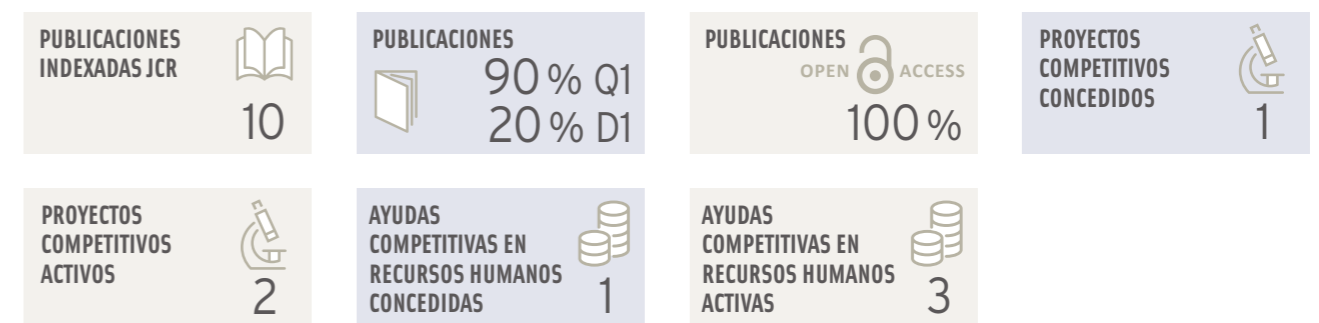 PUBLICACIONES
INDEXADAS JCR
10
PUBLICACIONES
90 % Q1
20 % D1
PUBLICACIONES
OPEN ACCESS
100 %
PROYECTOS
COMPETITIVOS
CONCEDIDOS
1
PROYECTOS
COMPETITIVOS
ACTIVOS
2
AYUDAS
COMPETITIVAS EN
RECURSOS HUMANOS
CONCEDIDAS
1
AYUDAS
COMPETITIVAS EN
RECURSOS HUMANOS
ACTIVAS
3